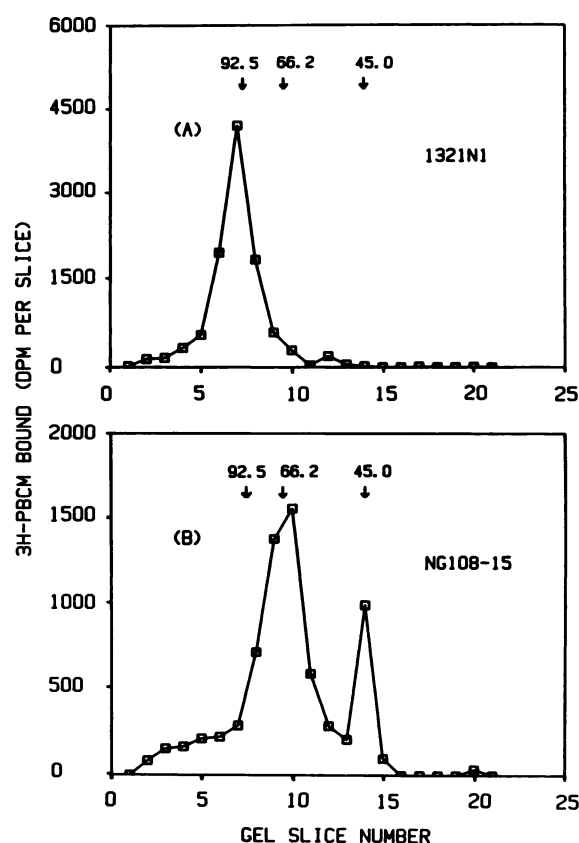 6000
92.5 66.2 45.0
4500
(A)
1321N1
3000
1500
0
0 5 10 15 20 25
3H-PBCM BOUND (DPM PER SLICE)
2000
92.5 66.2 45.0
1500
(B)
NG108-15
1000
500
0
0 5 10 15 20 25
GEL SLICE NUMBER